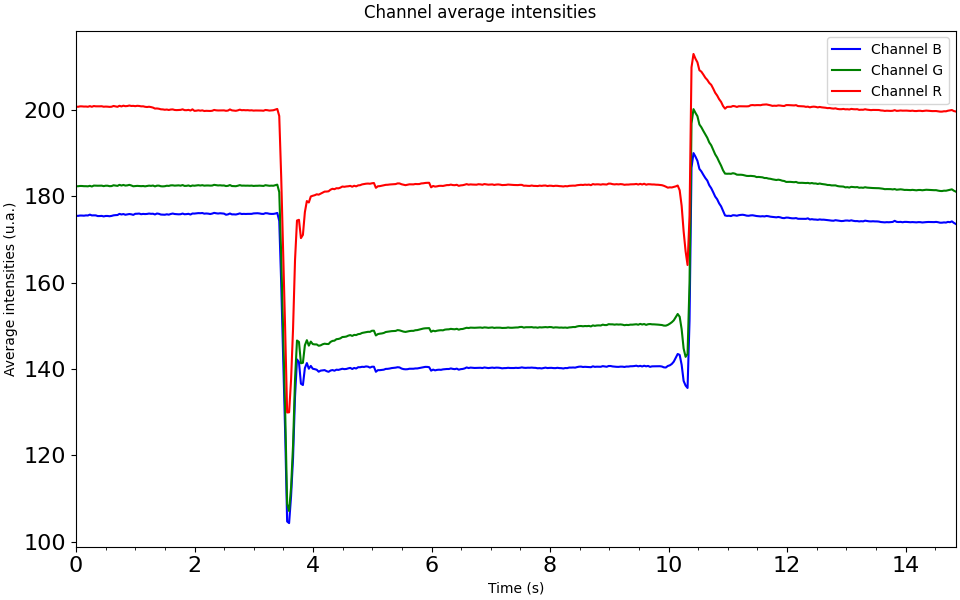 Channel average intensities
Channel B
Channel G
Channel R
Average intensities (u.a.)
200
180
160
140
120
100
0 2 4 6 8 10 12 14
Time (s)